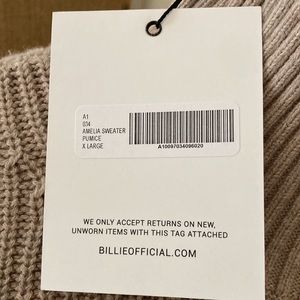 A1
034
AMELIA SWEATER
PUMICE
X LARGE
A10097034096020
WE ONLY ACCEPT RETURNS ON NEW,
UNWORN ITEMS WITH THIS TAG ATTACHED
BILLIEOFFICIAL.COM